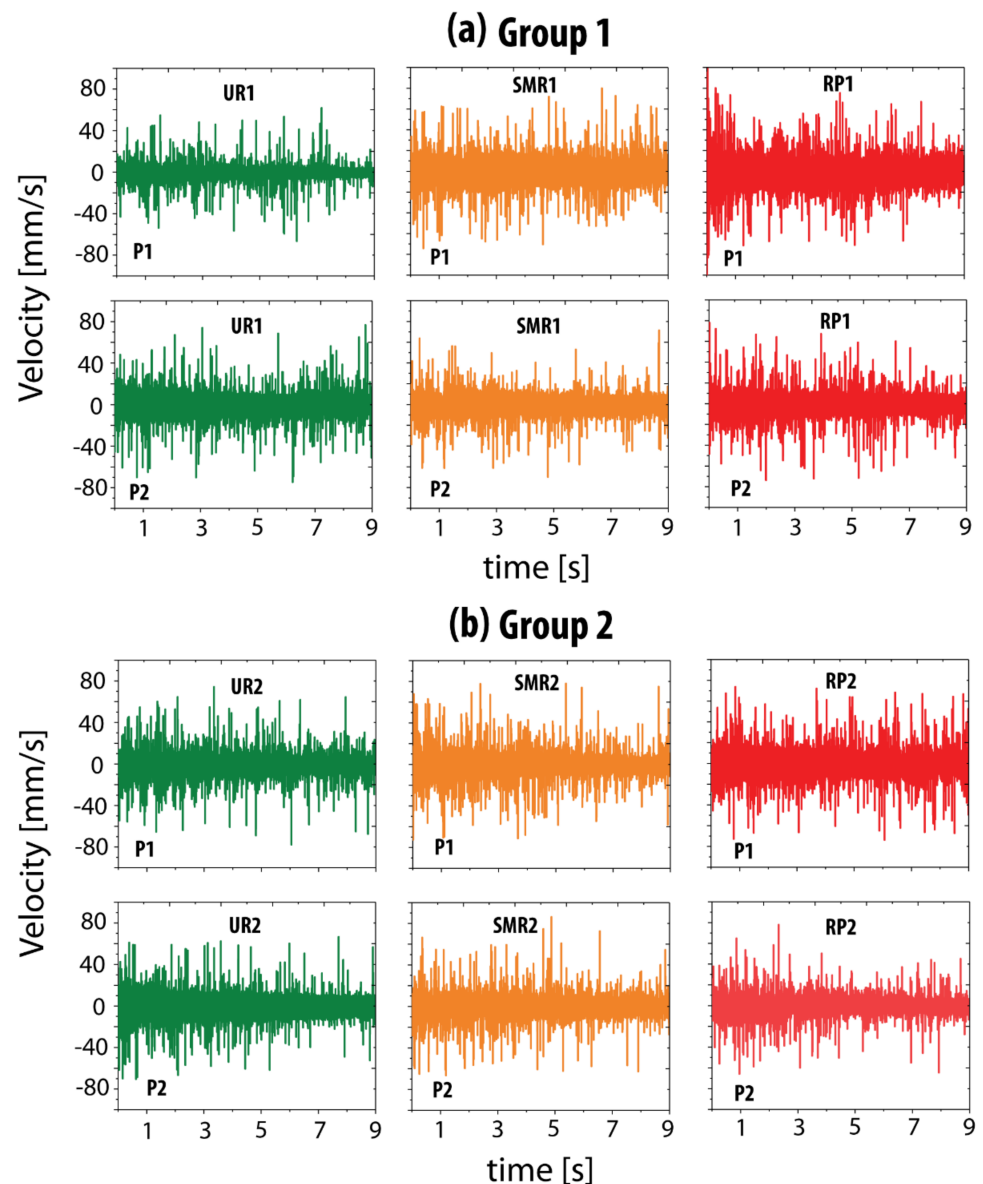 (a) Group 1
Velocity [mm/s]
80
40
0
-40
-80
UR1
P1
SMR1
P1
RP1
P1
80
40
0
-40
-80
UR1
P2
SMR1
P2
RP1
P2
1 3 5 7 9
1 3 5 7 9
1 3 5 7 9
time [s]
(b) Group 2
Velocity [mm/s]
80
40
0
-40
-80
UR2
P1
SMR2
P1
RP2
P1
80
40
0
-40
-80
UR2
P2
SMR2
P2
RP2
P2
1 3 5 7 9
1 3 5 7 9
1 3 5 7 9
time [s]